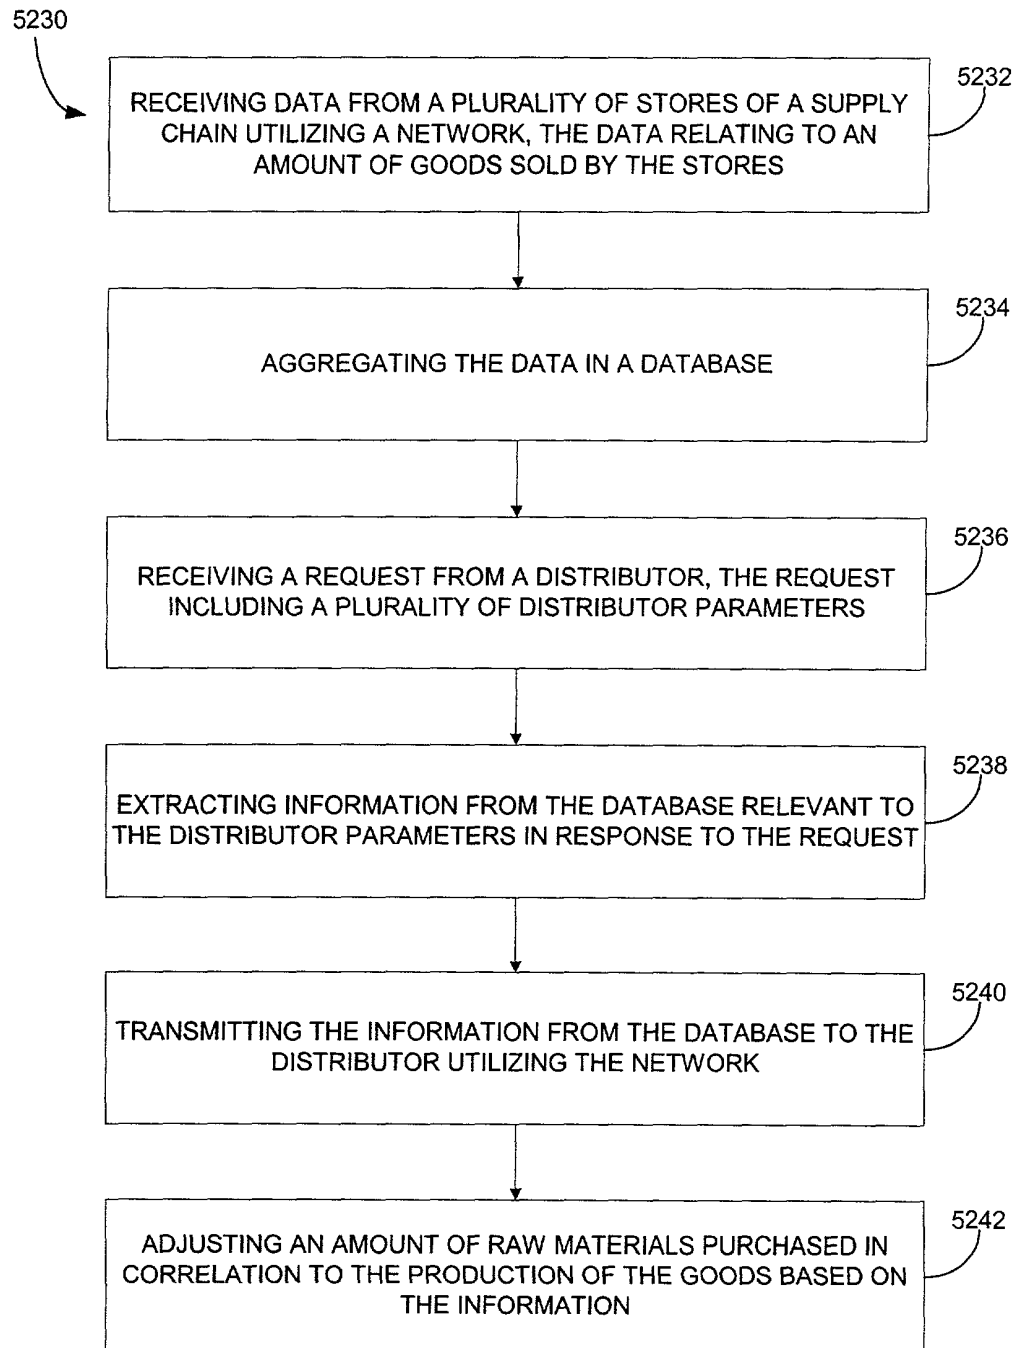 5230
5232
RECEIVING DATA FROM A PLURALITY OF STORES OF A SUPPLY
CHAIN UTILIZING A NETWORK, THE DATA RELATING TO AN
AMOUNT OF GOODS SOLD BY THE STORES
5234
AGGREGATING THE DATA IN A DATABASE
5236
RECEIVING A REQUEST FROM A DISTRIBUTOR, THE REQUEST
INCLUDING A PLURALITY OF DISTRIBUTOR PARAMETERS
5238
EXTRACTING INFORMATION FROM THE DATABASE RELEVANT TO
THE DISTRIBUTOR PARAMETERS IN RESPONSE TO THE REQUEST
5240
TRANSMITTING THE INFORMATION FROM THE DATABASE TO THE
DISTRIBUTOR UTILIZING THE NETWORK
5242
ADJUSTING AN AMOUNT OF RAW MATERIALS PURCHASED IN
CORRELATION TO THE PRODUCTION OF THE GOODS BASED ON
THE INFORMATION